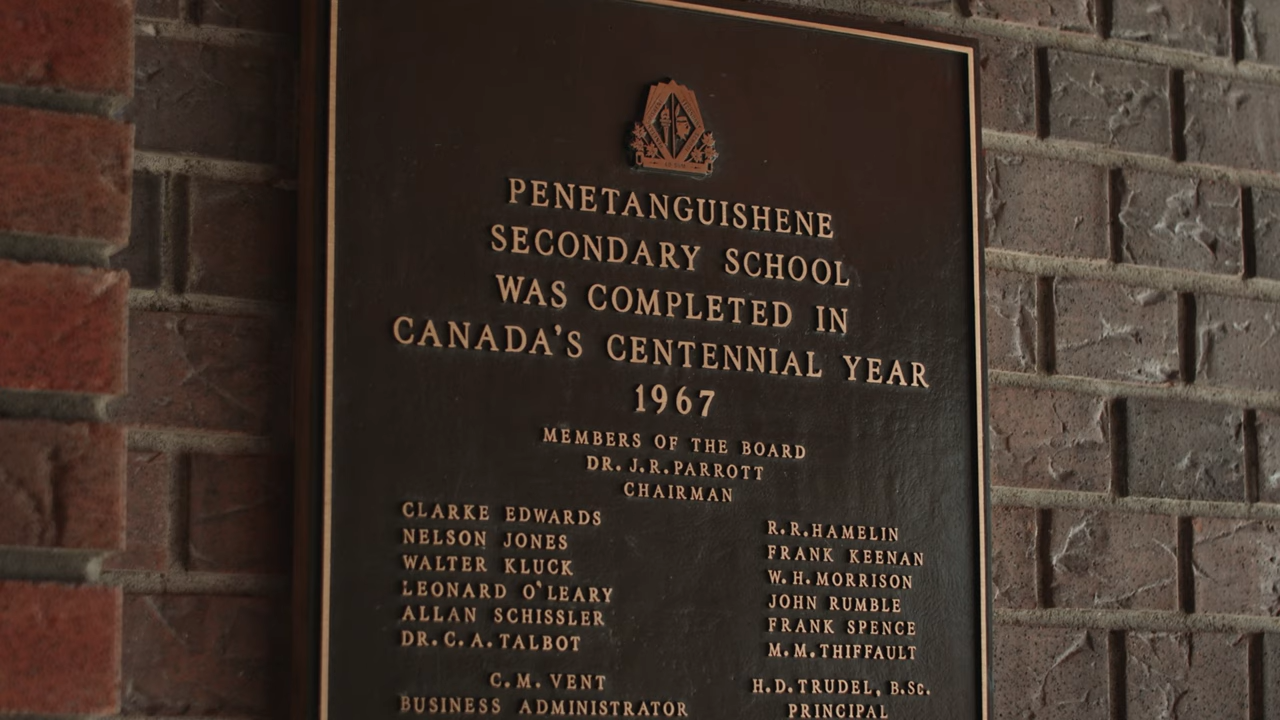 PENETANGUISHENE
SECONDARY SCHOOL
WAS COMPLETED IN
CANADA'S CENTENNIAL YEAR
1967
MEMBERS OF THE BOARD
DR. J.R. PARROTT
CHAIRMAN
CLARKE EDWARDS
NELSON JONES
WALTER KLUCK
LEONARD O'LEARY
ALLAN SCHISSLER
DR. C. A. TALBOT
R. R. HAMELIN
FRANK KEENAN
W. H. MORRISON
JOHN RUMBLE
FRANK SPENCE
M. M. THIFFAULT
C. M. VENT
BUSINESS ADMINISTRATOR
H. D. TRUDEL, B.Sc.
PRINCIPAL